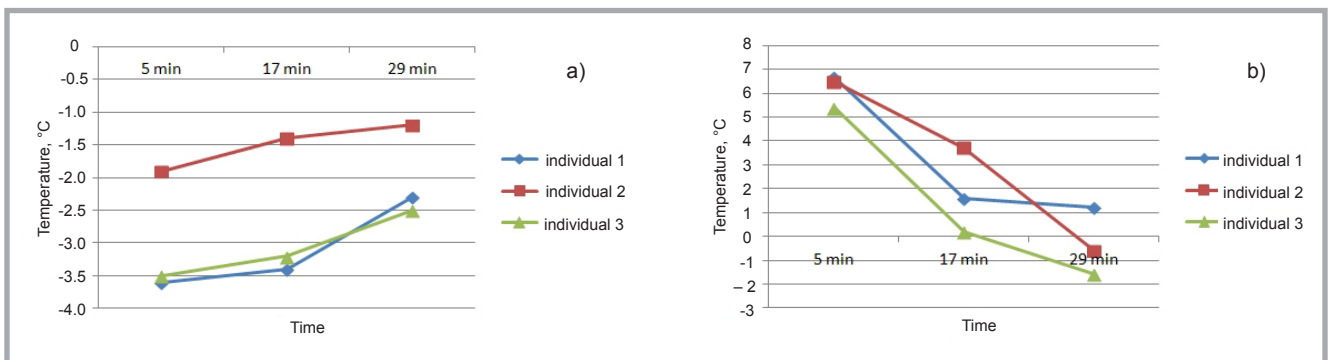 0
-0.5
-1.0
-1.5
-2.0
-2.5
-3.0
-3.5
-4.0
Temperature, °C
5 min 17 min 29 min
Time
a)
individual 1
individual 2
individual 3
8
7
6
5
4
3
2
1
0
-1
– 2
-3
Temperature, °C
5 min 17 min 29 min
Time
b)
individual 1
individual 2
individual 3